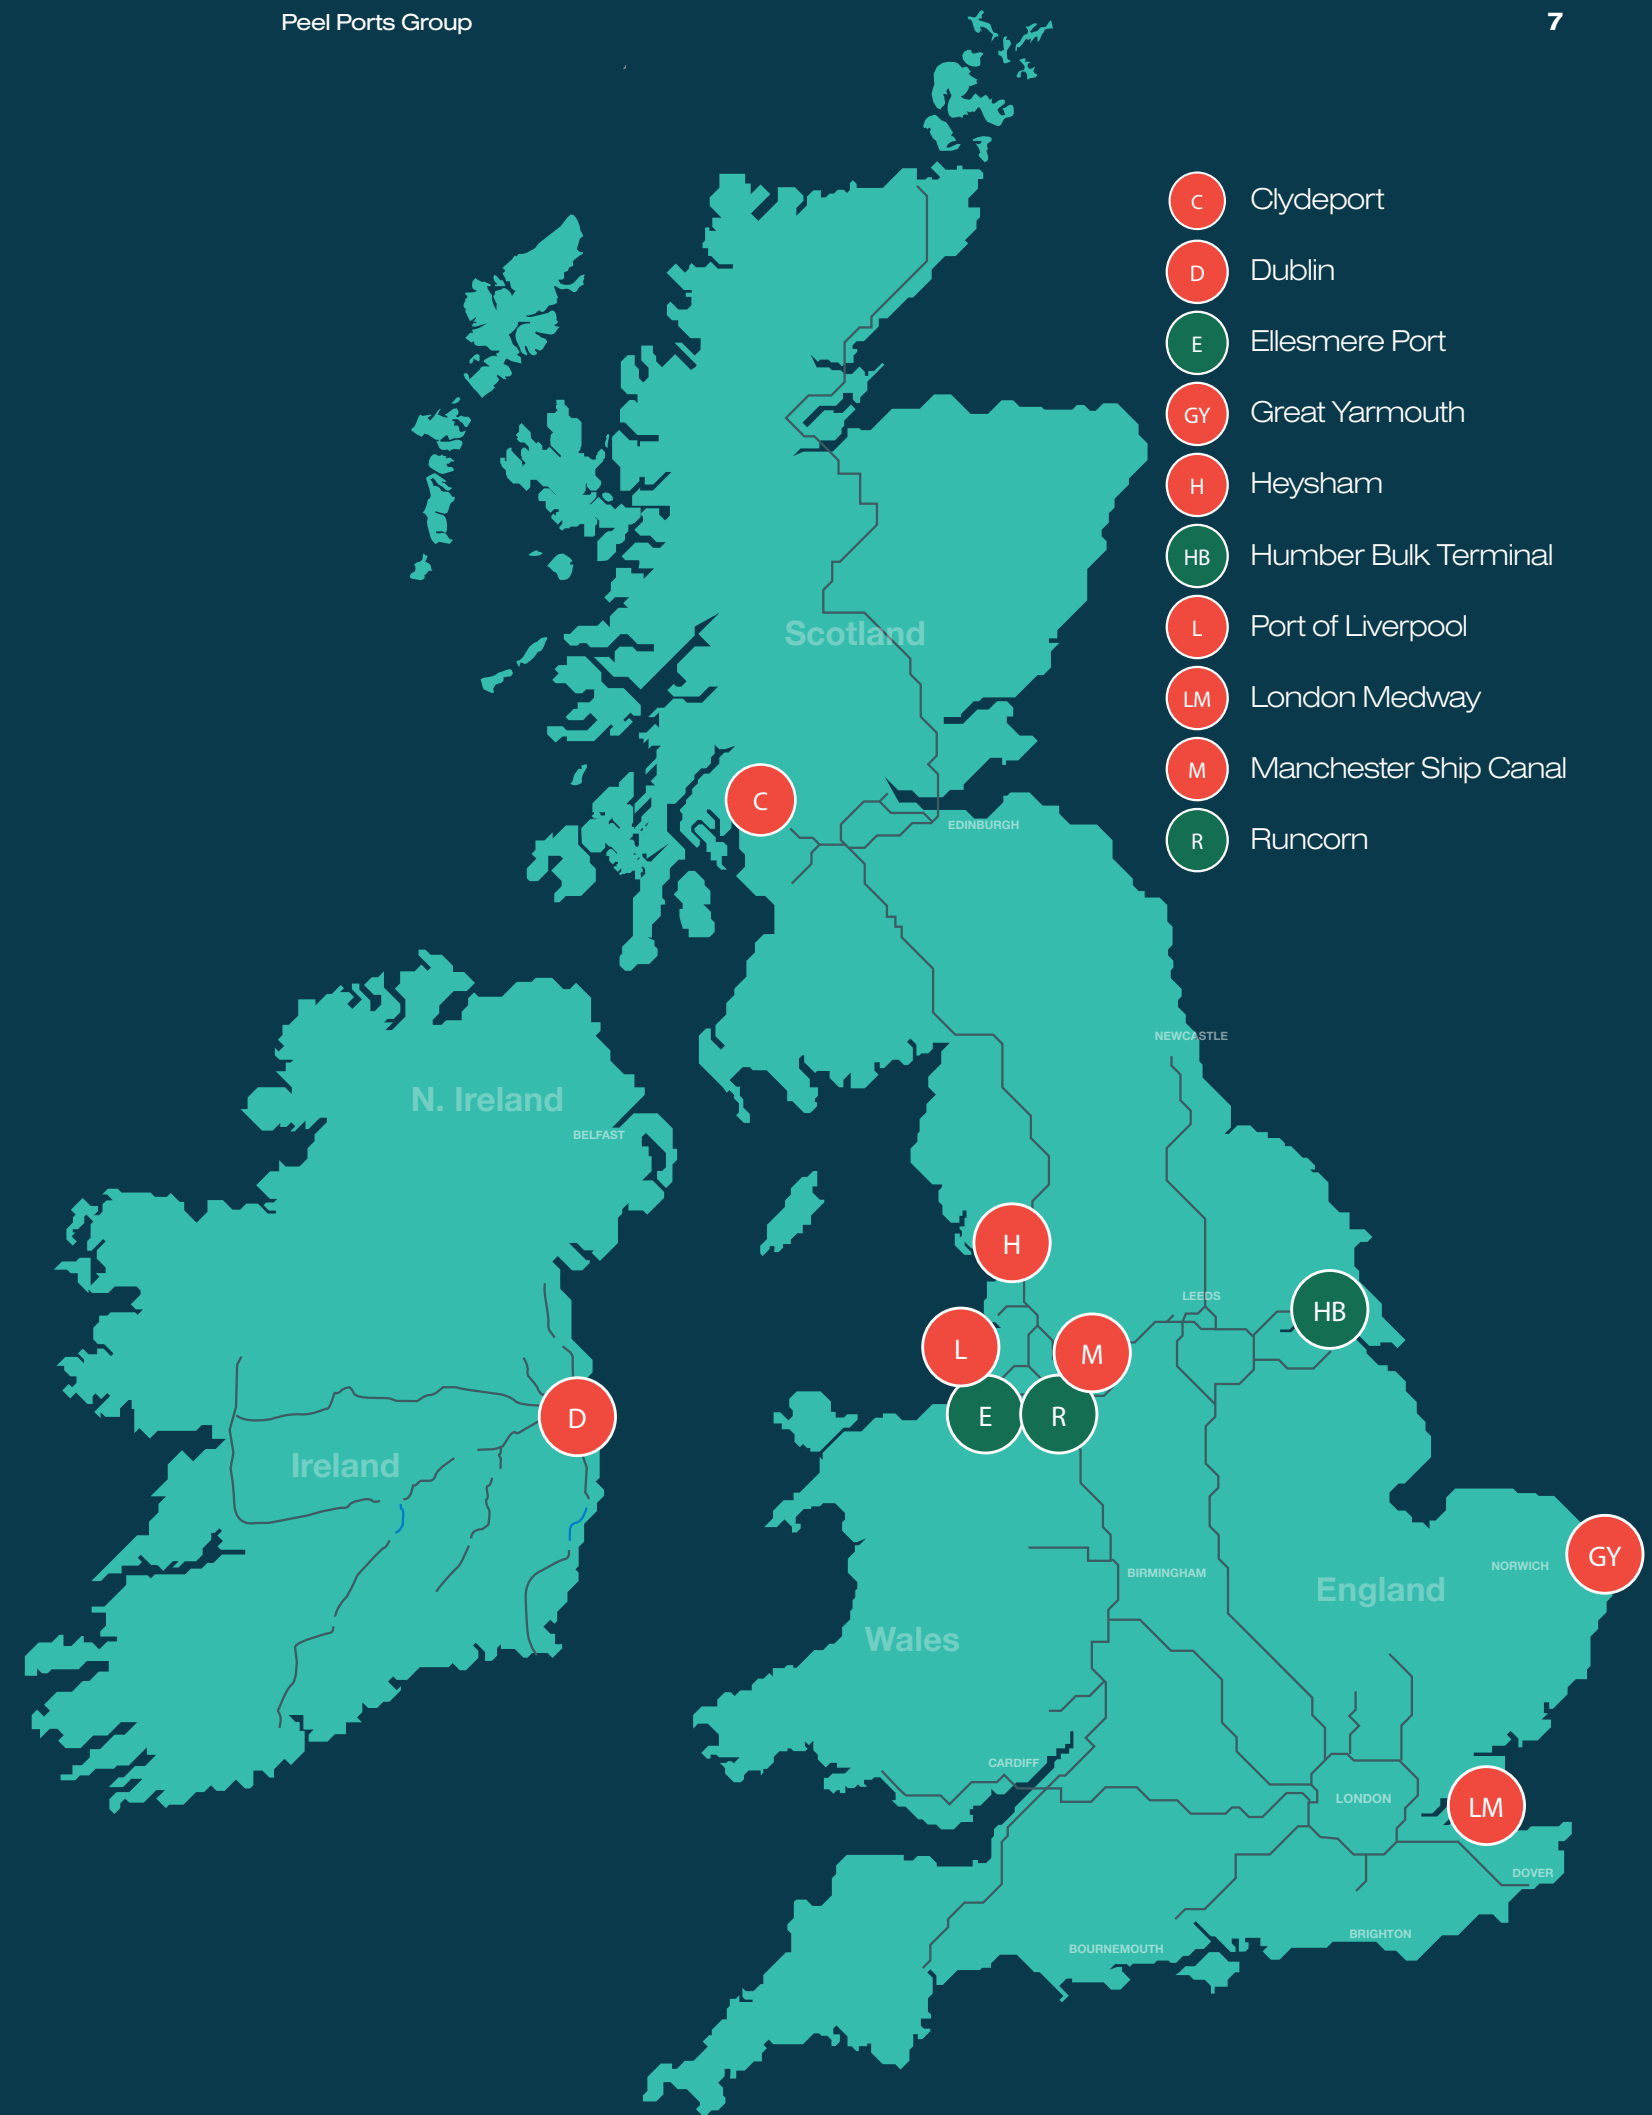 Peel Ports Group
7
C Clydeport
D Dublin
E Ellesmere Port
GY Great Yarmouth
H Heysham
HB Humber Bulk Terminal
L Port of Liverpool
LM London Medway
M Manchester Ship Canal
R Runcorn
Scotland
C
EDINBURGH
NEWCASTLE
N. Ireland
BELFAST
H
LEEDS
HB
L
M
D
E
R
Ireland
GY
NORWICH
BIRMINGHAM
England
Wales
CARDIFF
LONDON
LM
DOVER
BRIGHTON
BOURNEMOUTH